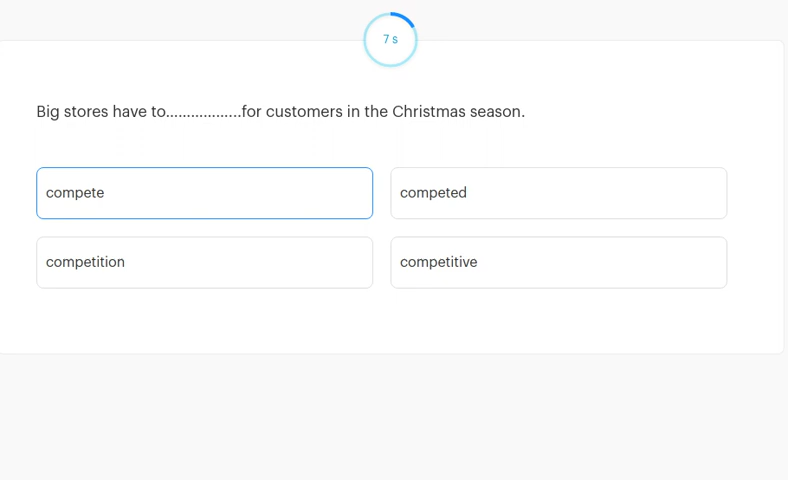 7 s
Big stores have to..................for customers in the Christmas season.
compete
competed
competition
competitive